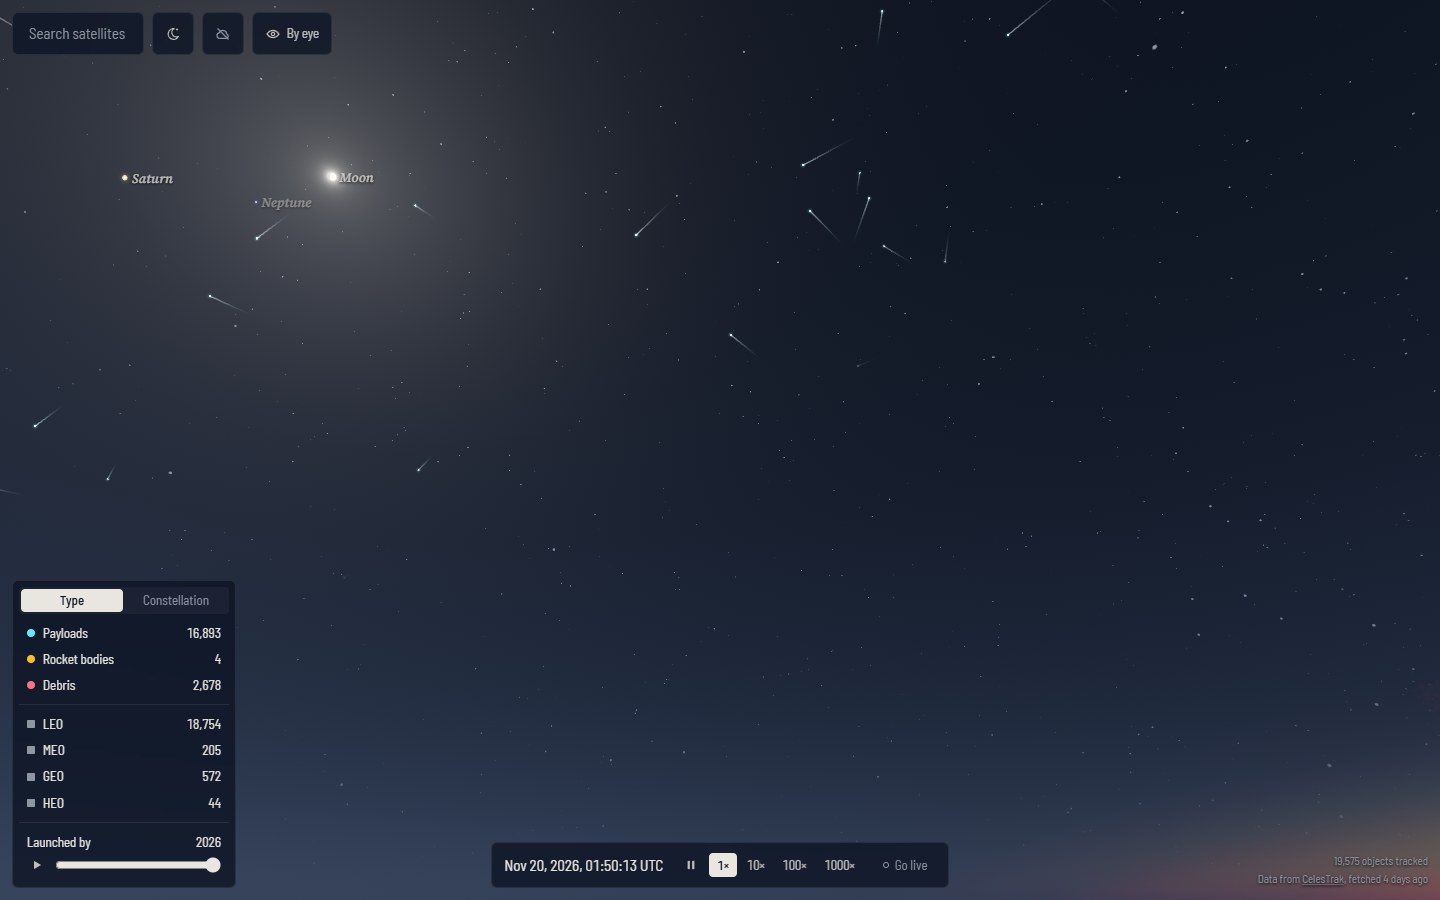 Search satellites
By eye
Saturn
Moon
Neptune
Type Constellation
Payloads 16,893
Rocket bodies 4
Debris 2,678
LEO 18,754
MEO 205
GEO 572
HEO 44
Launched by 2026
Nov 20, 2026, 01:50:13 UTC 1× 10× 100× 1000× Go live
19,575 objects tracked
Data from CelesTrak, fetched 4 days ago